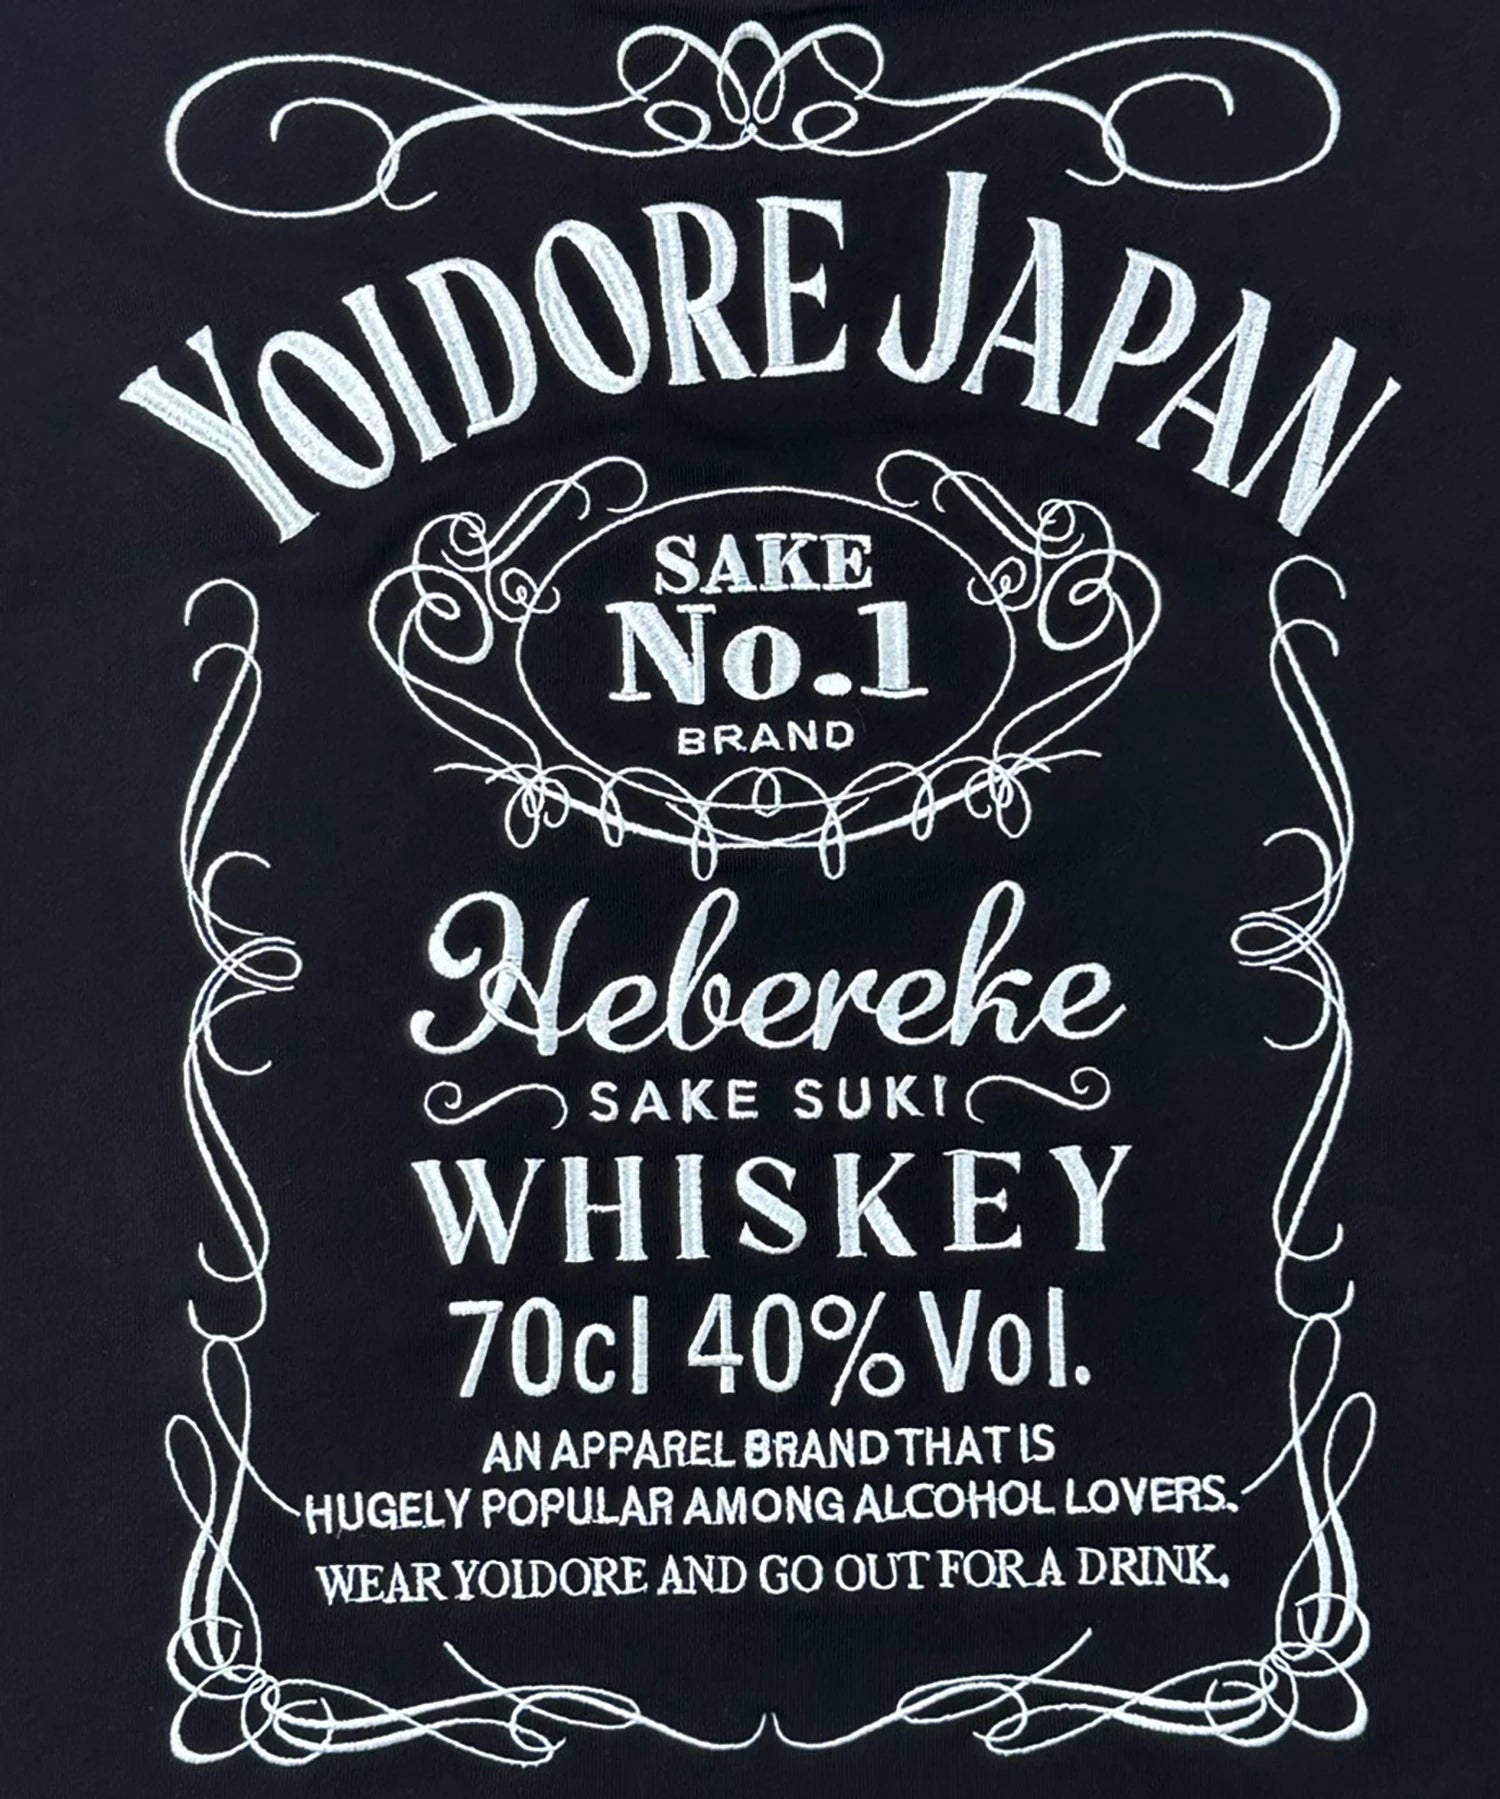 YOIDORE JAPAN
SAKE
No.1
BRAND
Hebereke
SAKE SUKI
WHISKEY
70cl 40% Vol.
AN APPAREL BRAND THAT IS
HUGELY POPULAR AMONG ALCOHOL LOVERS.
WEAR YOIDORE AND GO OUT FOR A DRINK.